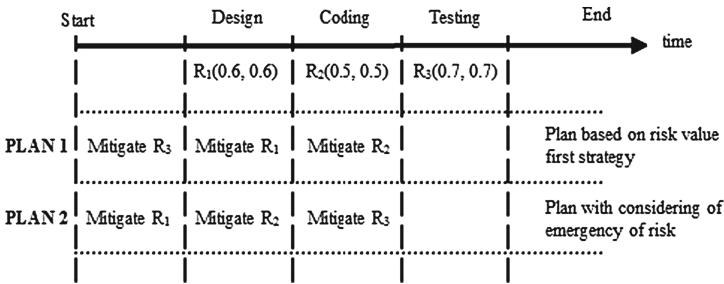 Start
Design
Coding
Testing
End
time
R₁(0.6, 0.6)
R₂(0.5, 0.5)
R₃(0.7, 0.7)
PLAN 1
Mitigate R₃
Mitigate R₁
Mitigate R₂
Plan based on risk value
first strategy
PLAN 2
Mitigate R₁
Mitigate R₂
Mitigate R₃
Plan with considering of
emergency of risk